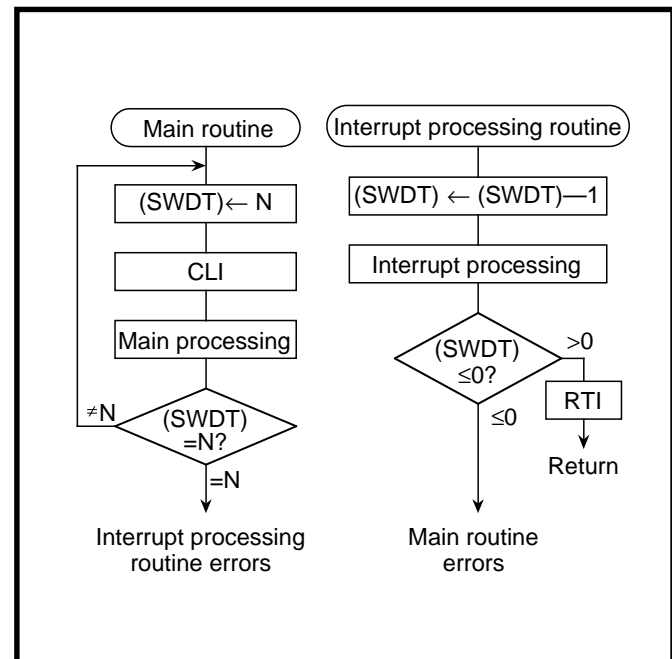 Main routine
(SWDT)← N
CLI
Main processing
(SWDT)
=N?
≠N
=N
Interrupt processing
routine errors
Interrupt processing routine
(SWDT) ← (SWDT)—1
Interrupt processing
(SWDT)
≤0?
>0
RTI
Return
≤0
Main routine
errors